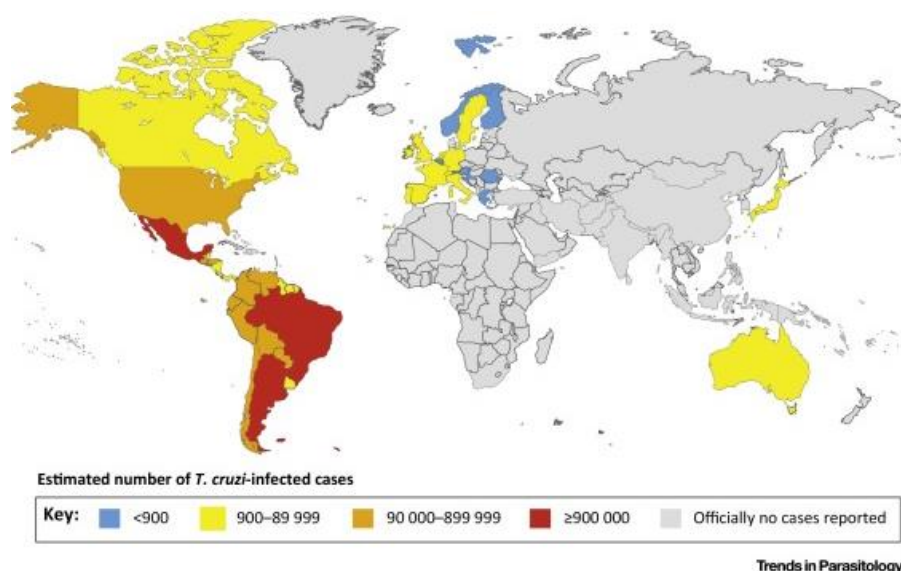 Estimated number of T. cruzi-infected cases
Key: <900 900–89 999 90 000–899 999 ≥900 000 Officially no cases reported
Trends in Parasitology